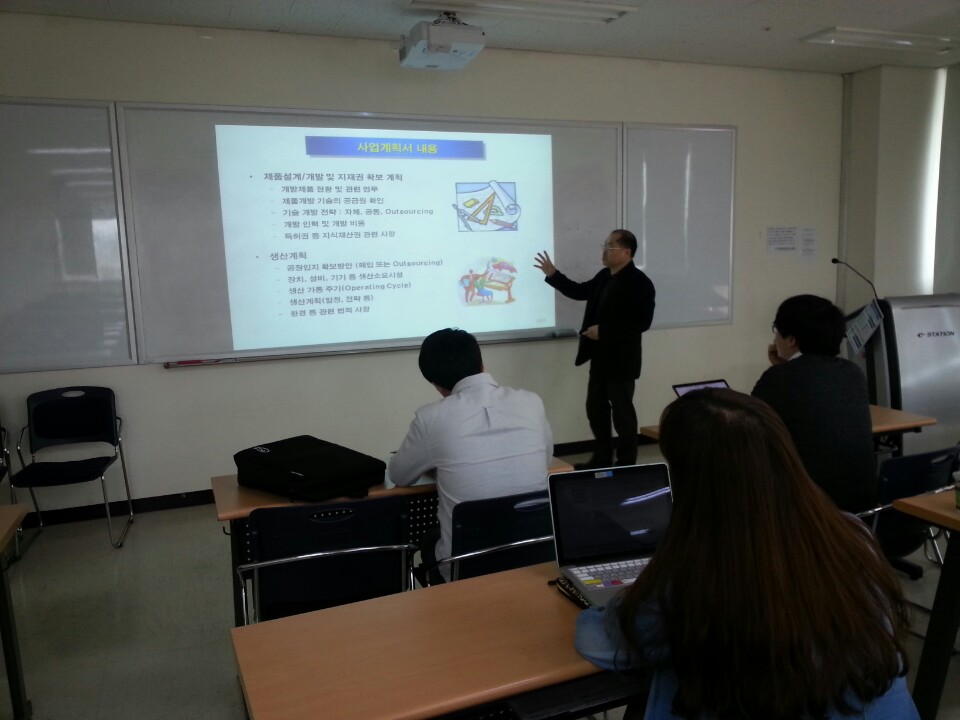 사업계획서 내용
• 제품설계/개발 및 지재권 확보 계획
– 개발제품 현황 및 관련 업무
– 제품개발 기술의 공급원 확인
– 기술 개발 전략 : 자체, 공동, Outsourcing
– 개발 인력 및 개발 비용
– 특허권 등 지식재산권 관련 사항
• 생산계획
– 공장입지 확보방안 (매입 또는 Outsourcing)
– 장치, 설비, 기기 등 생산소요시설
– 생산 가동 주기(Operating Cycle)
– 생산계획(일정, 전략 등)
– 환경 등 관련 법적 사항
e-STATION